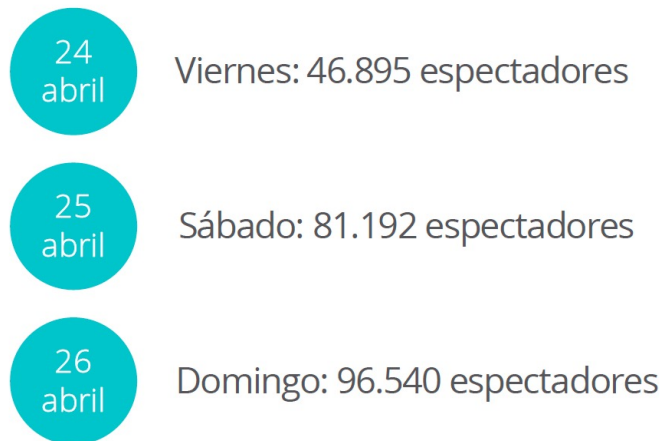 24
abril
Viernes: 46.895 espectadores
25
abril
Sábado: 81.192 espectadores
26
abril
Domingo: 96.540 espectadores